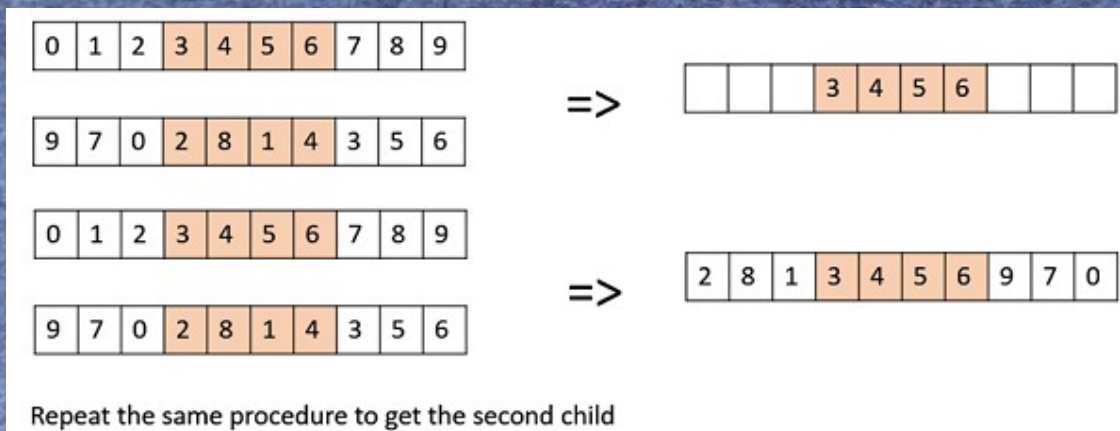 0 1 2 3 4 5 6 7 8 9
=>
3 4 5 6
9 7 0 2 8 1 4 3 5 6
0 1 2 3 4 5 6 7 8 9
=>
2 8 1 3 4 5 6 9 7 0
9 7 0 2 8 1 4 3 5 6
Repeat the same procedure to get the second child